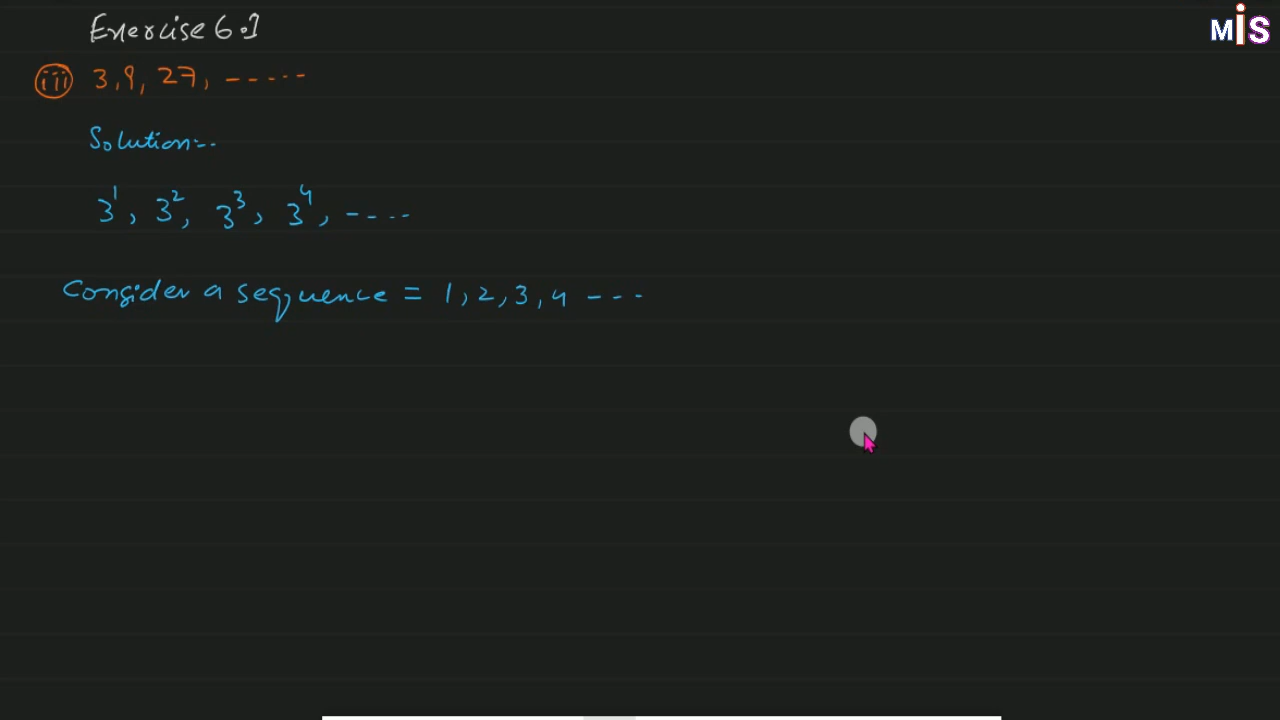 Exercise 6.1
MiS
(iii) 3, 9, 27, ------
Solution:-.
3¹, 3², 3³, 3⁴, -----
Consider a sequence = 1, 2, 3, 4 ---